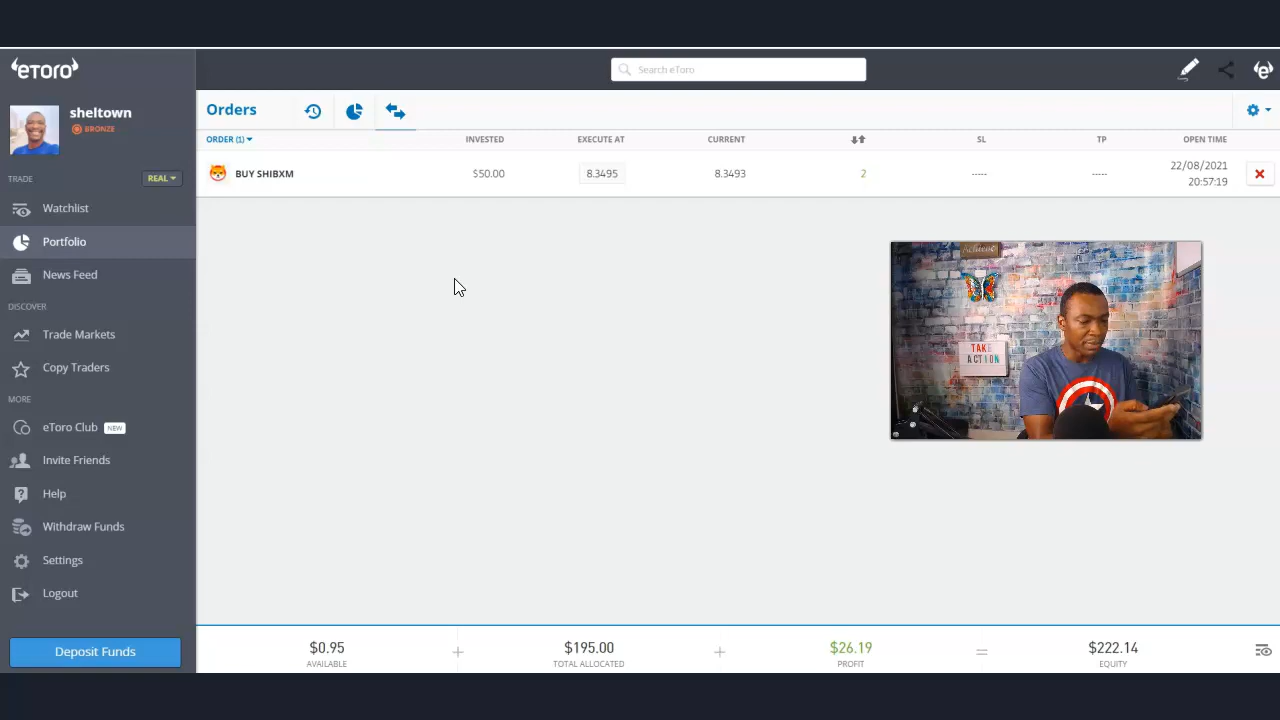 eToro
Search eToro
sheltown
BRONZE
TRADE
REAL
Watchlist
Portfolio
News Feed
DISCOVER
Trade Markets
Copy Traders
MORE
eToro Club NEW
Invite Friends
Help
Withdraw Funds
Settings
Logout
Deposit Funds
Orders
ORDER (1) INVESTED EXECUTE AT CURRENT SL TP OPEN TIME
BUY SHIBXM $50.00 8.3495 8.3493 2 ----- ----- 22/08/2021
20:57:19
TAKE
ACTION
$0.95 + $195.00 + $26.19 = $222.14
AVAILABLE TOTAL ALLOCATED PROFIT EQUITY